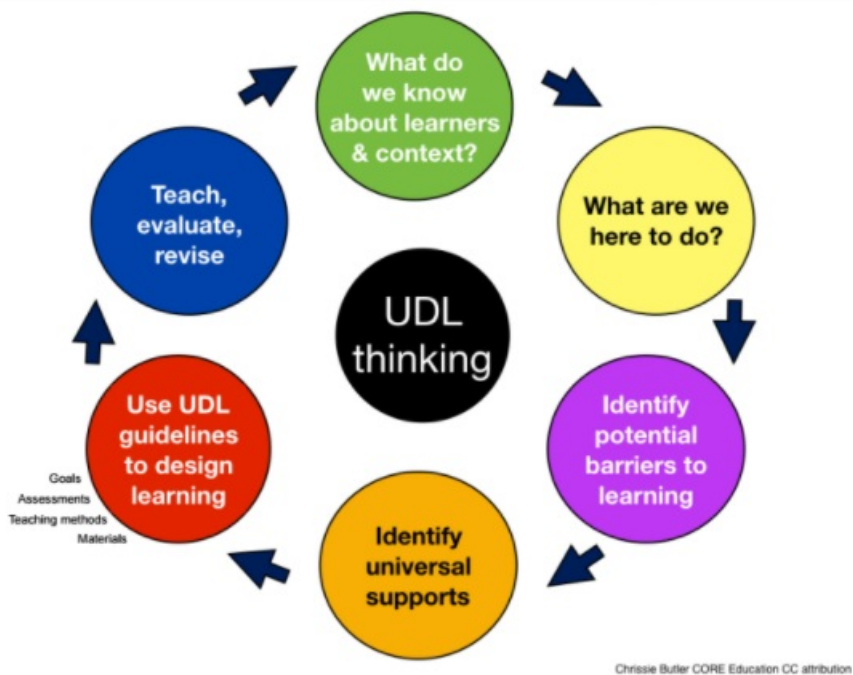 What do
we know
about learners
& context?
What are we
here to do?
Identify
potential
barriers to
learning
Identify
universal
supports
Use UDL
guidelines
to design
learning
Goals
Assessments
Teaching methods
Materials
Teach,
evaluate,
revise
UDL
thinking
Chrissie Butler CORE Education CC attribution